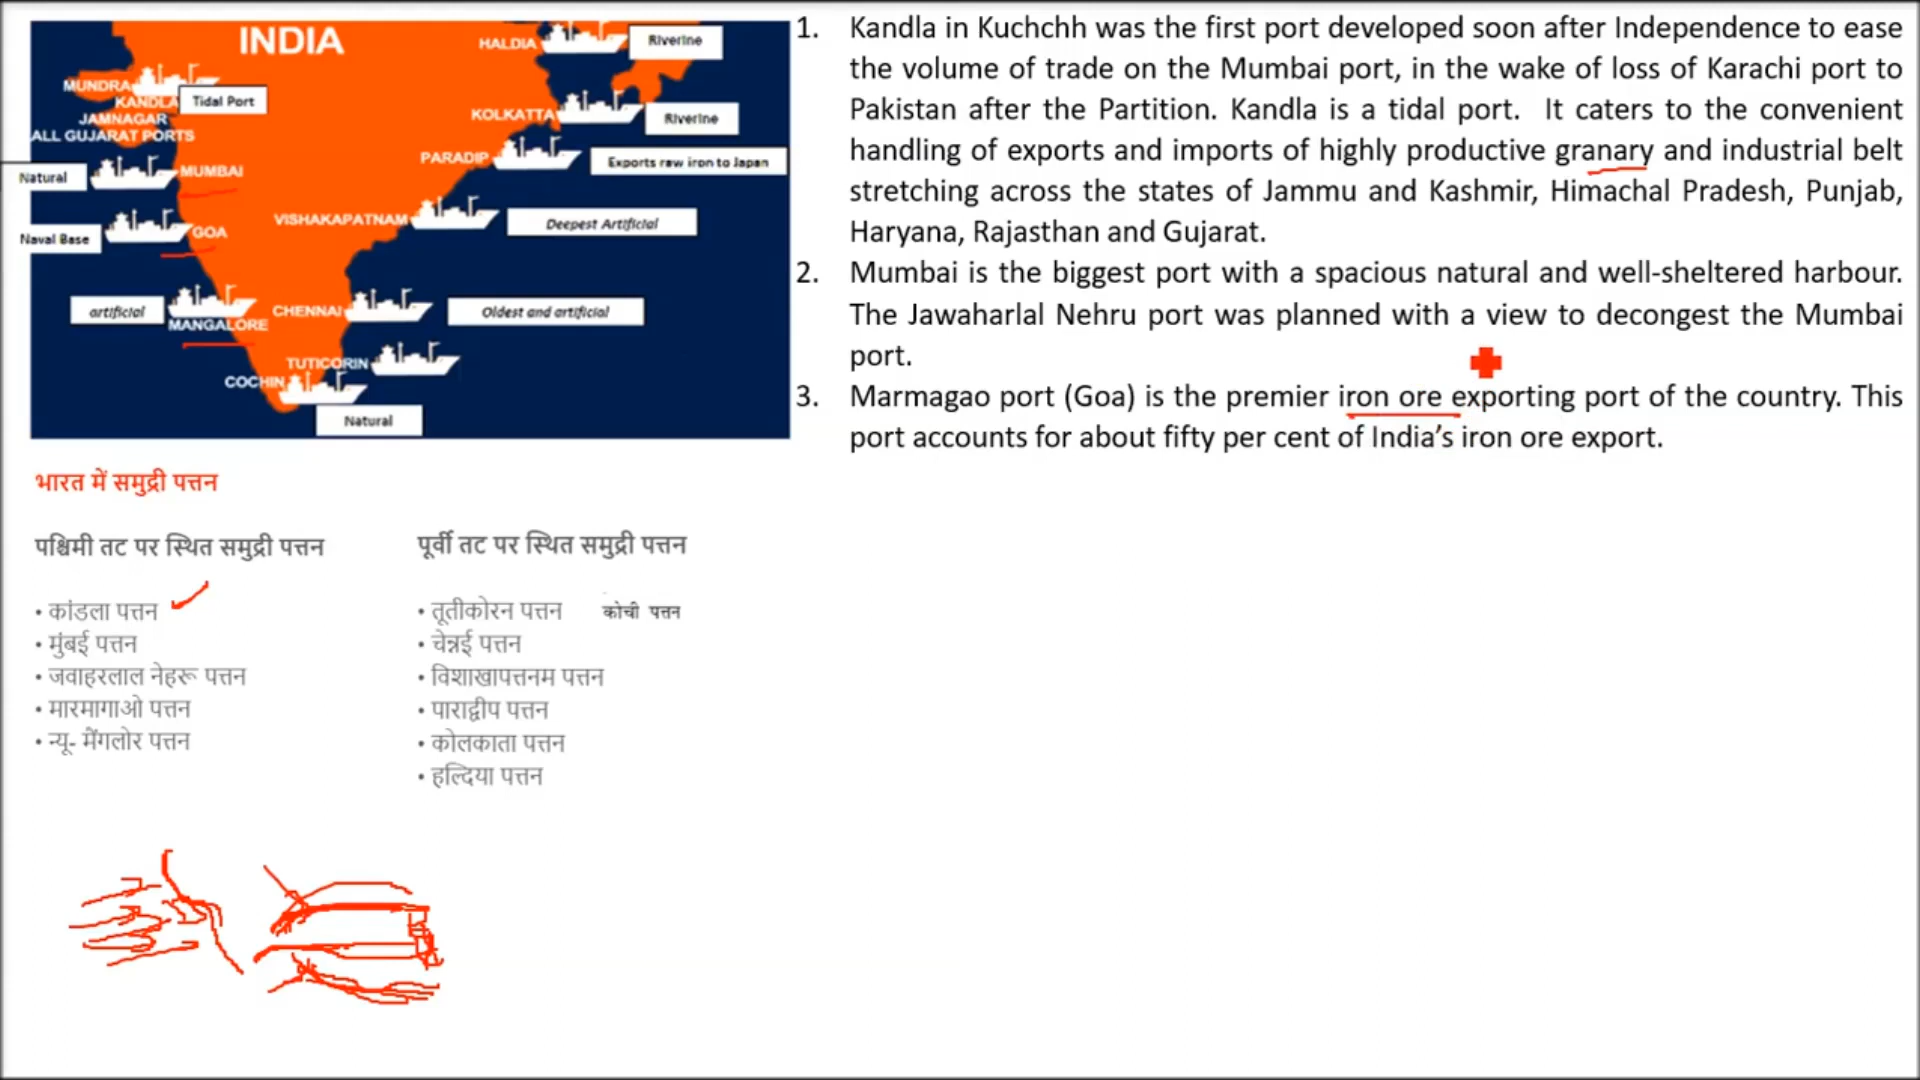 INDIA
HALDIA
Riverine
MUNDRA
KANDLA
Tidal Port
JAMNAGAR
ALL GUJARAT PORTS
KOLKATTA
Riverine
PARADIP
Exports raw iron to Japan
Natural
MUMBAI
VISHAKAPATNAM
Deepest Artificial
Naval Base
GOA
artificial
MANGALORE
CHENNAI
Oldest and artificial
TUTICORIN
COCHIN
Natural
1. Kandla in Kuchchh was the first port developed soon after Independence to ease
the volume of trade on the Mumbai port, in the wake of loss of Karachi port to
Pakistan after the Partition. Kandla is a tidal port. It caters to the convenient
handling of exports and imports of highly productive granary and industrial belt
stretching across the states of Jammu and Kashmir, Himachal Pradesh, Punjab,
Haryana, Rajasthan and Gujarat.
2. Mumbai is the biggest port with a spacious natural and well-sheltered harbour.
The Jawaharlal Nehru port was planned with a view to decongest the Mumbai
port.
3. Marmagao port (Goa) is the premier iron ore exporting port of the country. This
port accounts for about fifty per cent of India’s iron ore export.
भारत में समुद्री पत्तन
पश्चिमी तट पर स्थित समुद्री पत्तन
• कांडला पत्तन
• मुंबई पत्तन
• जवाहरलाल नेहरू पत्तन
• मारमागाओ पत्तन
• न्यू- मैंगलोर पत्तन
पूर्वी तट पर स्थित समुद्री पत्तन
• तूतीकोरन पत्तन कोची पत्तन
• चेन्नई पत्तन
• विशाखापत्तनम पत्तन
• पाराद्वीप पत्तन
• कोलकाता पत्तन
• हल्दिया पत्तन